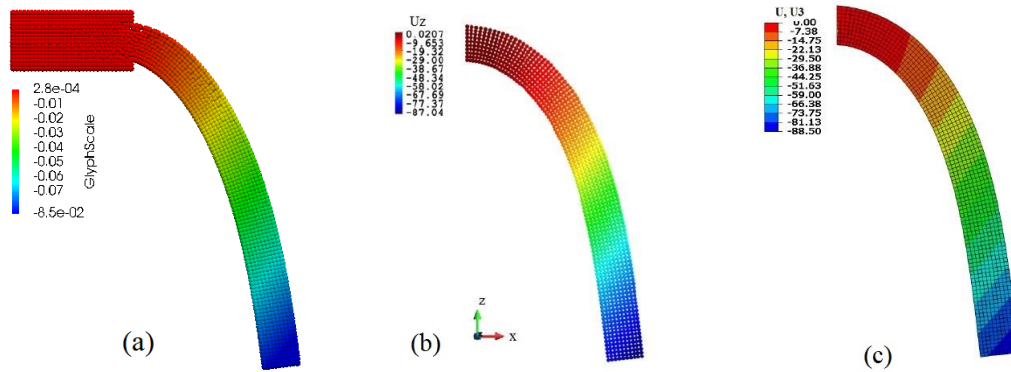 2.8e-04
-0.01
-0.02
-0.03
-0.04
-0.06
-0.07
-8.5e-02
GlyphScale
(a)
Uz
0.0207
-9.653
-19.32
-29.00
-38.67
-48.34
-58.02
-67.69
-77.37
-87.04
z
x
(b)
U, U3
0.00
-7.38
-14.75
-22.13
-29.50
-36.88
-44.25
-51.63
-59.00
-66.38
-73.75
-81.13
-88.50
(c)